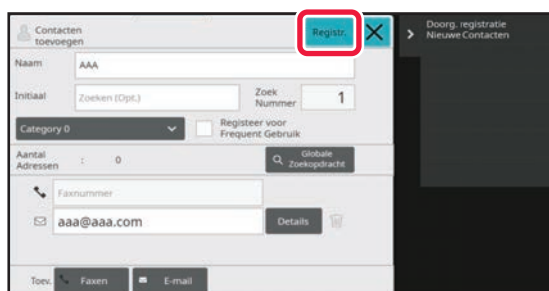 Contacten
toevoegen
Registr.
Doorg. registratie
Nieuwe Contacten
Naam
AAA
Initiaal
Zoeken (Opt.)
Zoek
Nummer
1
Category 0
Registeer voor
Frequent Gebruik
Aantal
Adressen
: 0
Globale
Zoekopdracht
Faxnummer
aaa@aaa.com
Details
Toev.
Faxen
E-mail